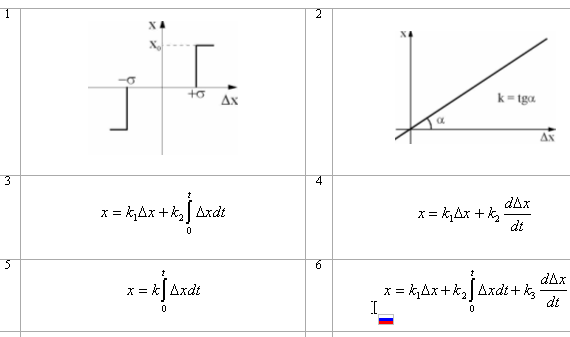 1
x
x₀
−σ
+σ
Δx
2
x
k = tgα
α
Δx
3
x = k₁Δx + k₂ ∫₀ᵗ Δxdt
4
x = k₁Δx + k₂ dΔx/dt
5
x = k ∫₀ᵗ Δxdt
6
x = k₁Δx + k₂ ∫₀ᵗ Δxdt + k₃ dΔx/dt